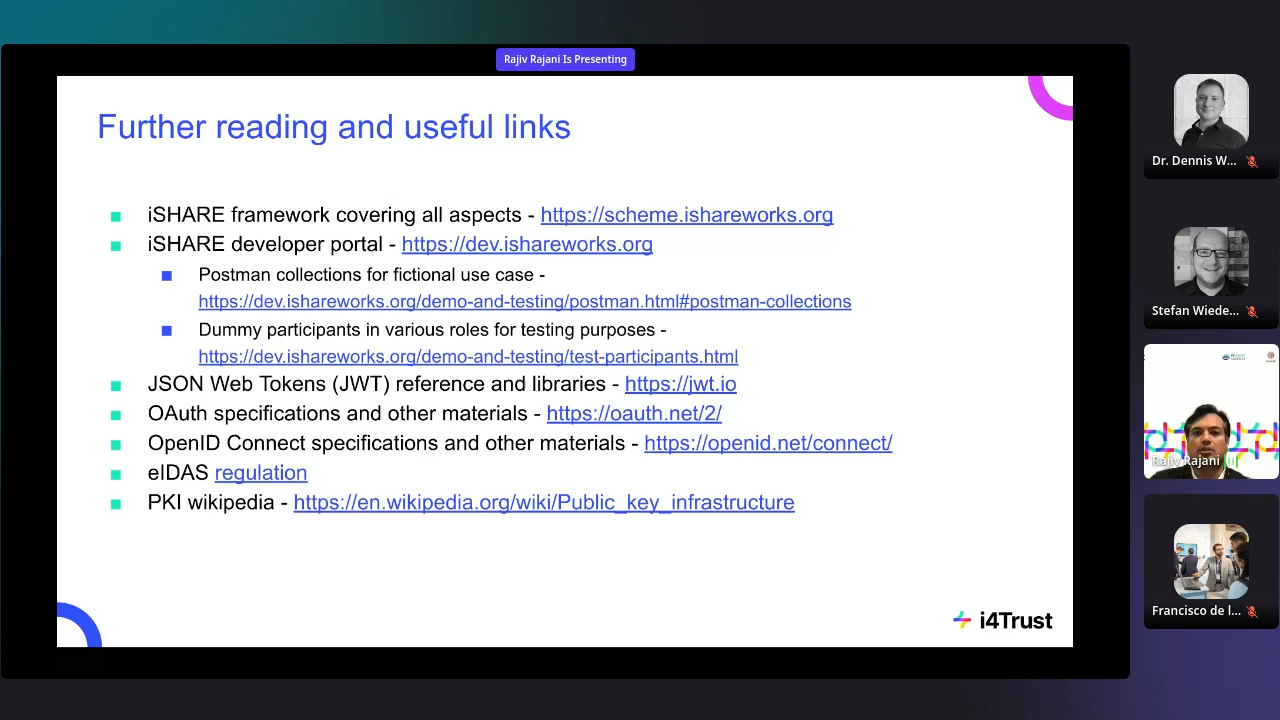 Rajiv Rajani Is Presenting
Further reading and useful links
iSHARE framework covering all aspects - https://scheme.ishareworks.org
iSHARE developer portal - https://dev.ishareworks.org
Postman collections for fictional use case -
https://dev.ishareworks.org/demo-and-testing/postman.html#postman-collections
Dummy participants in various roles for testing purposes -
https://dev.ishareworks.org/demo-and-testing/test-participants.html
JSON Web Tokens (JWT) reference and libraries - https://jwt.io
OAuth specifications and other materials - https://oauth.net/2/
OpenID Connect specifications and other materials - https://openid.net/connect/
eIDAS regulation
PKI wikipedia - https://en.wikipedia.org/wiki/Public_key_infrastructure
i4Trust
Dr. Dennis W...
Stefan Wiede...
Rajiv Rajani
Francisco de l...